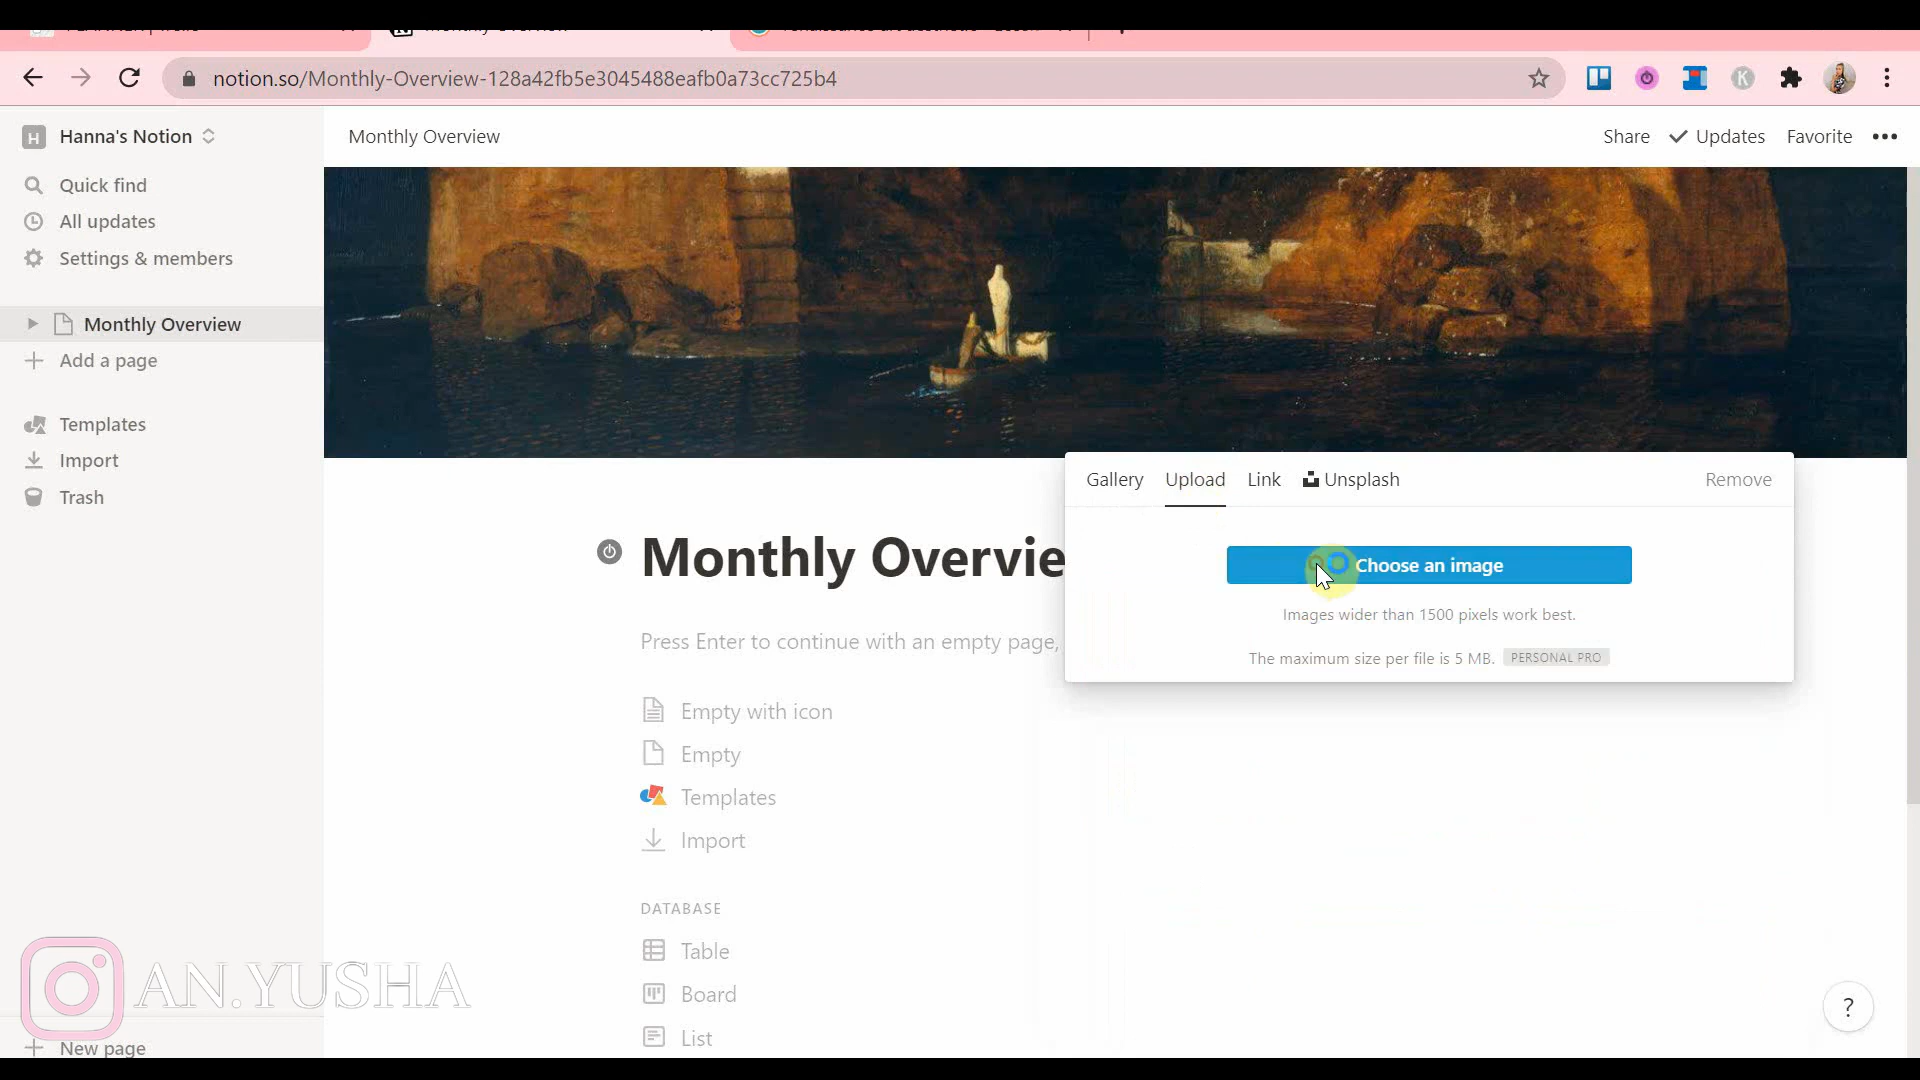 notion.so/Monthly-Overview-128a42fb5e3045488eafb0a73cc725b4
K
H Hanna's Notion
Monthly Overview
Share Updates Favorite •••
Quick find
All updates
Settings & members
Monthly Overview
Add a page
Templates
Import
Trash
New page
Gallery Upload Link Unsplash Remove
Choose an image
Images wider than 1500 pixels work best.
The maximum size per file is 5 MB. PERSONAL PRO
Monthly Overvie
Press Enter to continue with an empty page,
Empty with icon
Empty
Templates
Import
DATABASE
Table
Board
List
AN.YUSHA
?